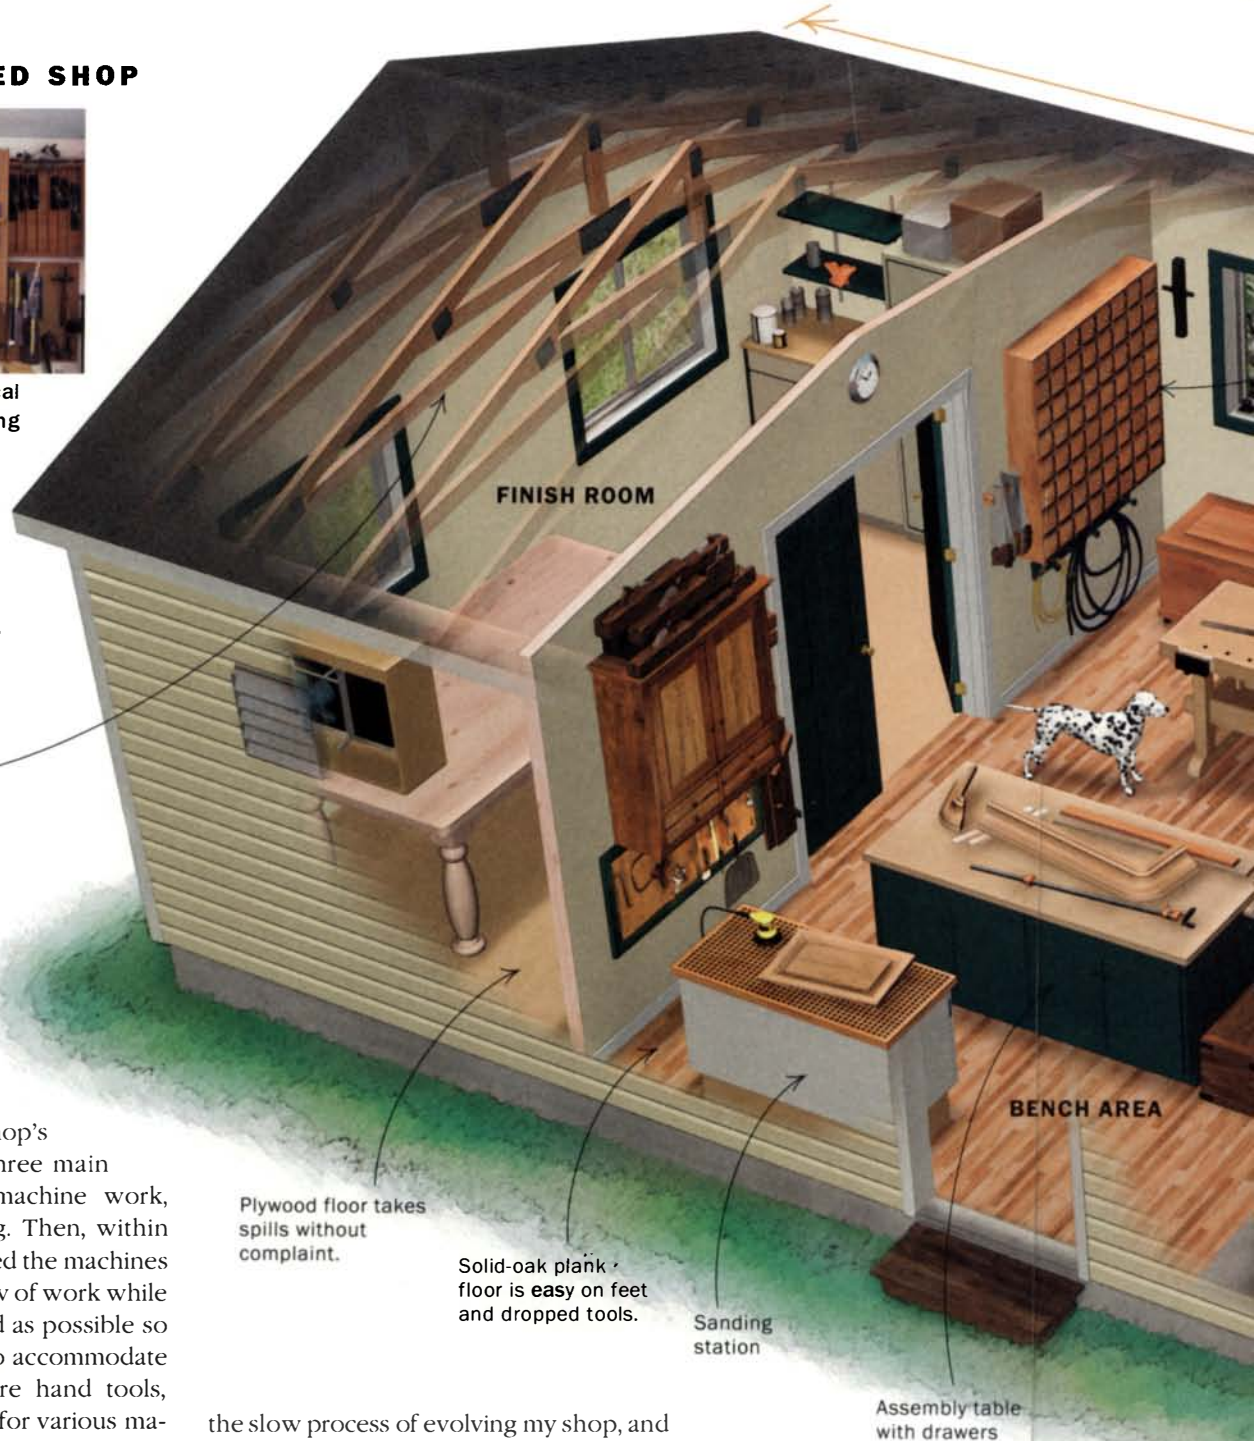 ED SHOP
cal
ng
FINISH ROOM
BENCH AREA
Plywood floor takes
spills without
complaint.
Solid-oak plank
floor is easy on feet
and dropped tools.
Sanding
station
Assembly table
with drawers
hop's
hree main
machine work,
g. Then, within
ed the machines
w of work while
d as possible so
o accommodate
re hand tools,
for various ma-
the slow process of evolving my shop, and